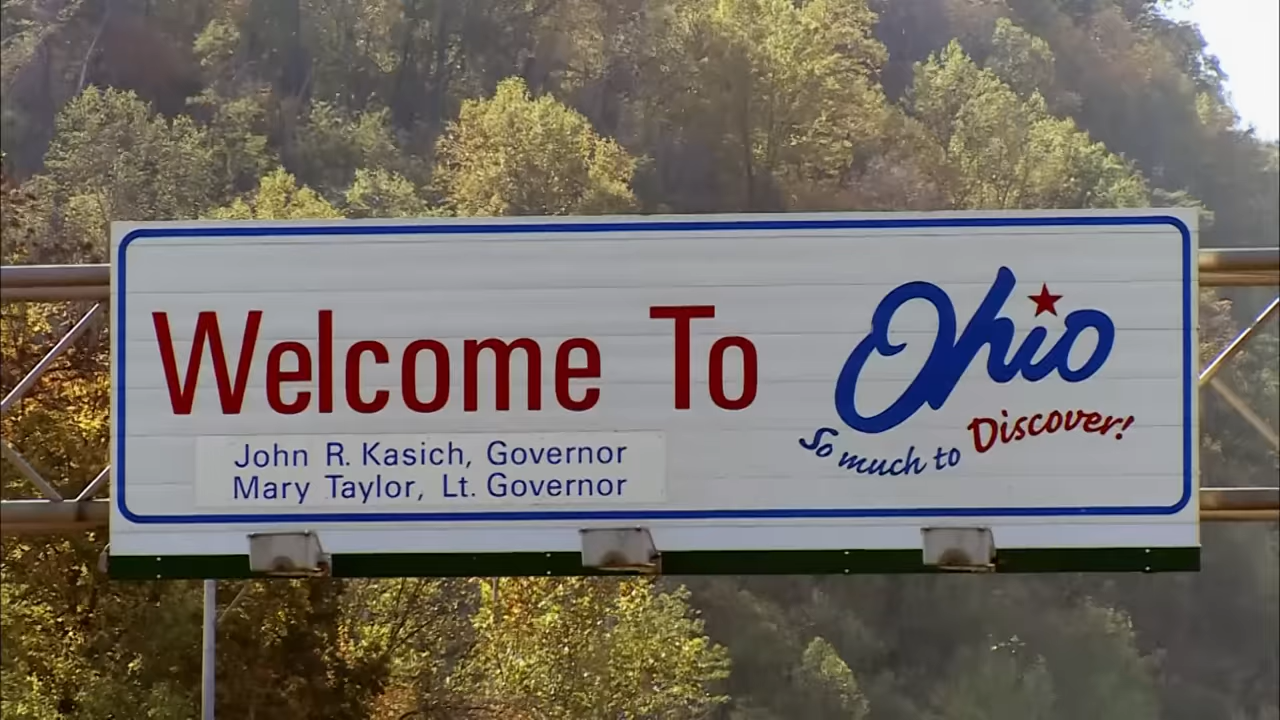 Welcome To Ohio
So much to Discover!
John R. Kasich, Governor
Mary Taylor, Lt. Governor